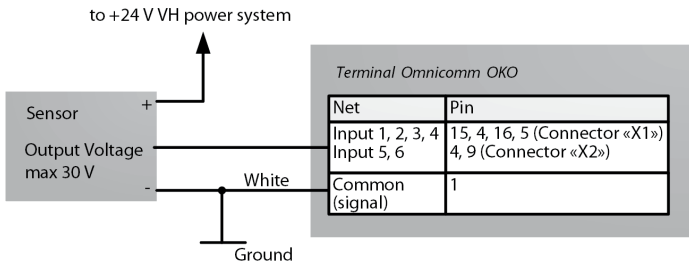 to +24 V VH power system
Terminal Omnicomm OKO
Sensor
+
Output Voltage
max 30 V
-
Net
Pin
Input 1, 2, 3, 4
15, 4, 16, 5 (Connector «X1»)
Input 5, 6
4, 9 (Connector «X2»)
White
Common
(signal)
1
Ground